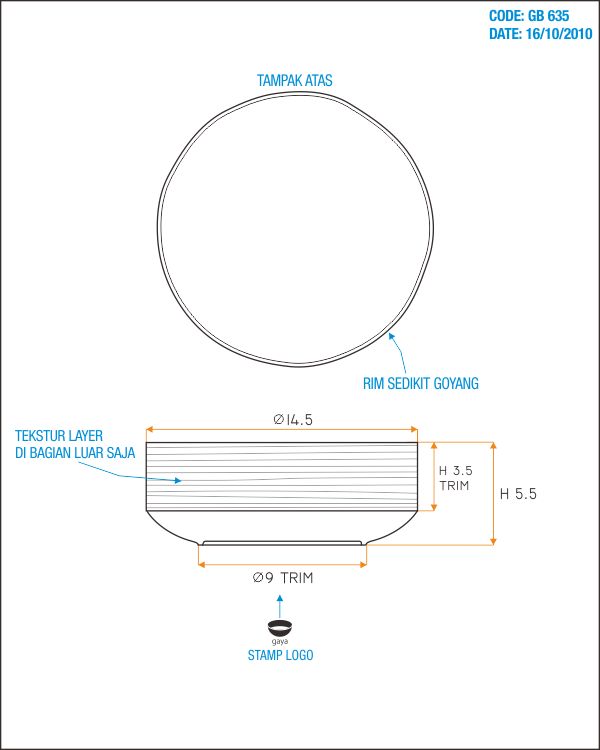 CODE: GB 635
DATE: 16/10/2010
TAMPAK ATAS
RIM SEDIKIT GOYANG
Ø14.5
TEKSTUR LAYER
DI BAGIAN LUAR SAJA
H 3.5
TRIM
H 5.5
Ø9 TRIM
gaya
STAMP LOGO